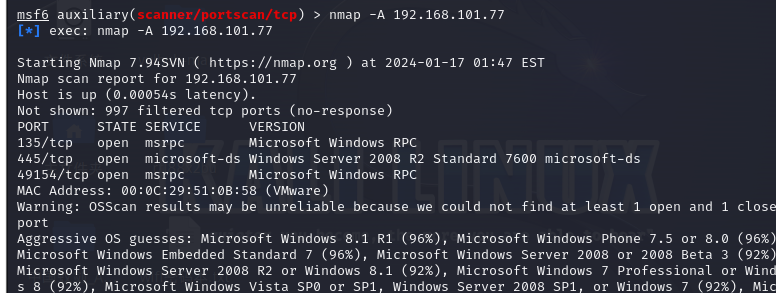 msf6 auxiliary(scanner/portscan/tcp) > nmap -A 192.168.101.77
[*] exec: nmap -A 192.168.101.77
Starting Nmap 7.94SVN ( https://nmap.org ) at 2024-01-17 01:47 EST
Nmap scan report for 192.168.101.77
Host is up (0.00054s latency).
Not shown: 997 filtered tcp ports (no-response)
PORT STATE SERVICE VERSION
135/tcp open msrpc Microsoft Windows RPC
445/tcp open microsoft-ds Windows Server 2008 R2 Standard 7600 microsoft-ds
49154/tcp open msrpc Microsoft Windows RPC
MAC Address: 00:0C:29:51:0B:58 (VMware)
Warning: OSScan results may be unreliable because we could not find at least 1 open and 1 close
port
Aggressive OS guesses: Microsoft Windows 8.1 R1 (96%), Microsoft Windows Phone 7.5 or 8.0 (96%)
Microsoft Windows Embedded Standard 7 (96%), Microsoft Windows Server 2008 or 2008 Beta 3 (92%)
Microsoft Windows Server 2008 R2 or Windows 8.1 (92%), Microsoft Windows 7 Professional or Wind
s 8 (92%), Microsoft Windows Vista SP0 or SP1, Windows Server 2008 SP1, or Windows 7 (92%), Mic